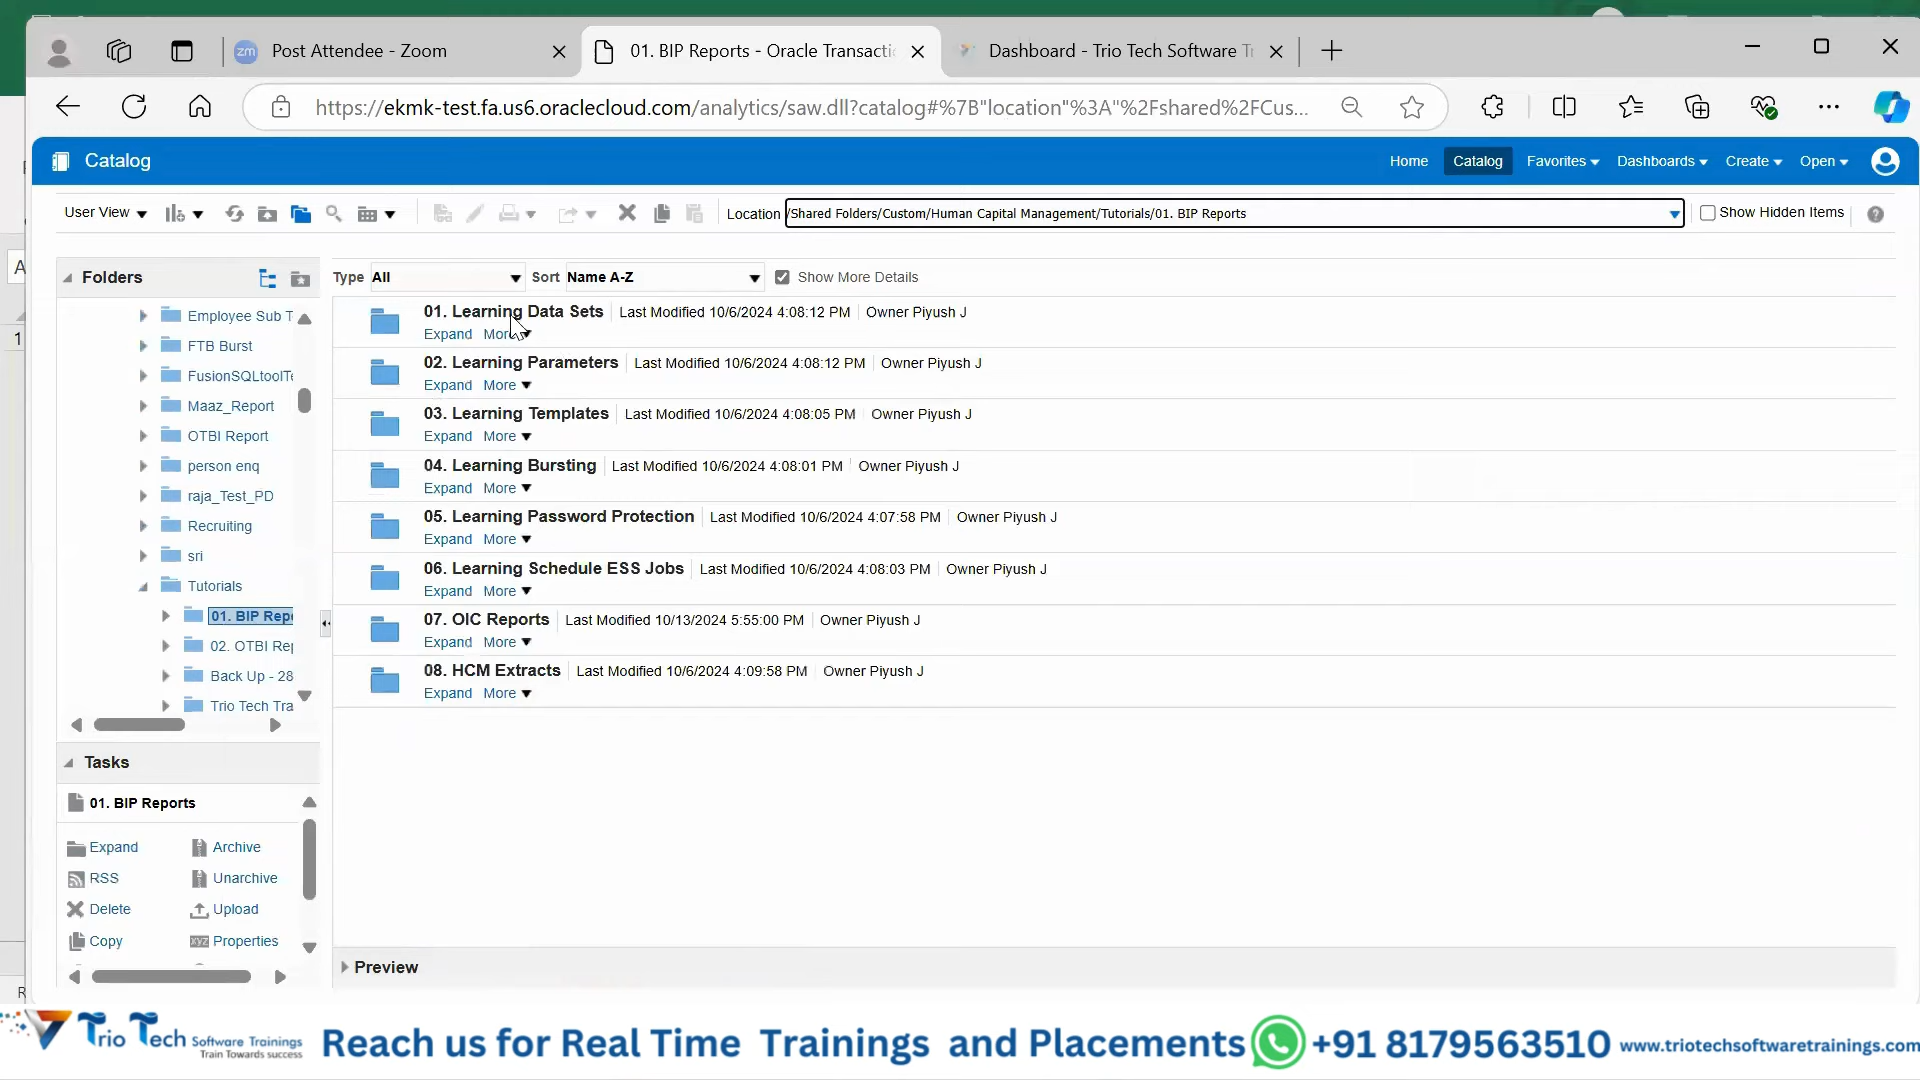 Post Attendee - Zoom
01. BIP Reports - Oracle Transactic
Dashboard - Trio Tech Software Tr
https://ekmk-test.fa.us6.oraclecloud.com/analytics/saw.dll?catalog#%7B"location"%3A"%2Fshared%2FCus...
Catalog
Home Catalog Favorites Dashboards Create Open
User View
Location /Shared Folders/Custom/Human Capital Management/Tutorials/01. BIP Reports
Show Hidden Items
Folders
Employee Sub T
FTB Burst
FusionSQLtoolTe
Maaz_Report
OTBI Report
person enq
raja_Test_PD
Recruiting
sri
Tutorials
01. BIP Repo
02. OTBI Rep
Back Up - 28
Trio Tech Tra
Tasks
01. BIP Reports
Expand Archive
RSS Unarchive
Delete Upload
Copy Properties
Type All Sort Name A-Z Show More Details
01. Learning Data Sets Last Modified 10/6/2024 4:08:12 PM Owner Piyush J
Expand More
02. Learning Parameters Last Modified 10/6/2024 4:08:12 PM Owner Piyush J
Expand More
03. Learning Templates Last Modified 10/6/2024 4:08:05 PM Owner Piyush J
Expand More
04. Learning Bursting Last Modified 10/6/2024 4:08:01 PM Owner Piyush J
Expand More
05. Learning Password Protection Last Modified 10/6/2024 4:07:58 PM Owner Piyush J
Expand More
06. Learning Schedule ESS Jobs Last Modified 10/6/2024 4:08:03 PM Owner Piyush J
Expand More
07. OIC Reports Last Modified 10/13/2024 5:55:00 PM Owner Piyush J
Expand More
08. HCM Extracts Last Modified 10/6/2024 4:09:58 PM Owner Piyush J
Expand More
Preview
Trio Tech Software Trainings
Train Towards success
Reach us for Real Time Trainings and Placements +91 8179563510 www.triotechsoftwaretrainings.com